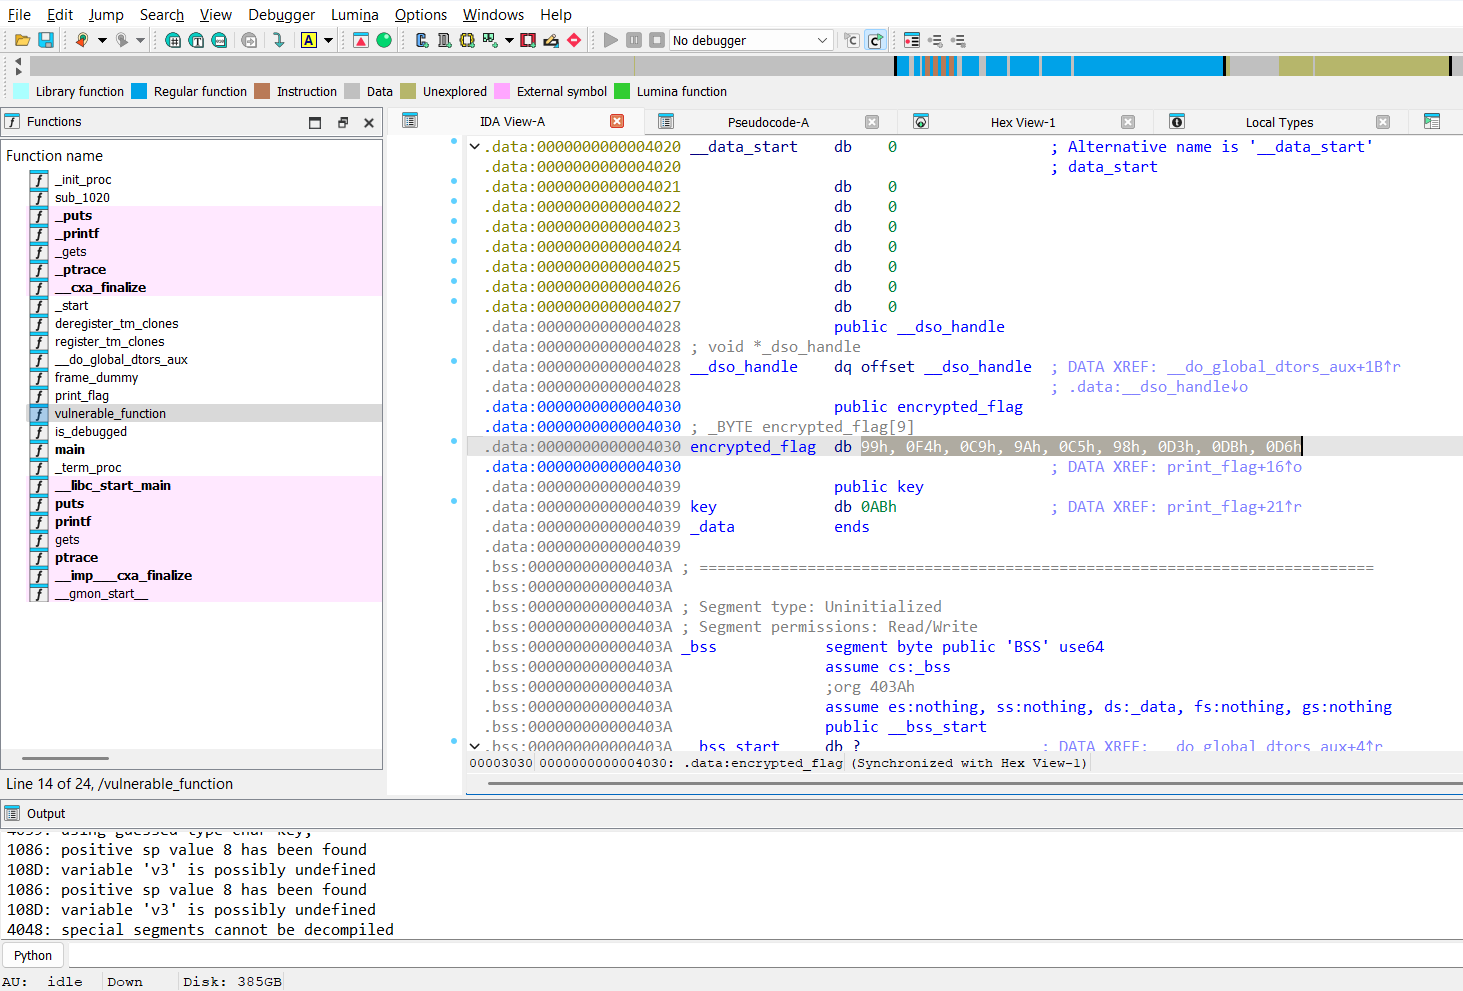 File Edit Jump Search View Debugger Lumina Options Windows Help
No debugger
Library function Regular function Instruction Data Unexplored External symbol Lumina function
Functions
IDA View-A Pseudocode-A Hex View-1 Local Types
Function name
_init_proc
sub_1020
_puts
_printf
_gets
_ptrace
__cxa_finalize
_start
deregister_tm_clones
register_tm_clones
__do_global_dtors_aux
frame_dummy
print_flag
vulnerable_function
is_debugged
main
_term_proc
__libc_start_main
puts
printf
gets
ptrace
__imp___cxa_finalize
__gmon_start__
Line 14 of 24, /vulnerable_function
.data:0000000000004020 __data_start db 0 ; Alternative name is '__data_start'
.data:0000000000004020 ; data_start
.data:0000000000004021 db 0
.data:0000000000004022 db 0
.data:0000000000004023 db 0
.data:0000000000004024 db 0
.data:0000000000004025 db 0
.data:0000000000004026 db 0
.data:0000000000004027 db 0
.data:0000000000004028 public __dso_handle
.data:0000000000004028 ; void *_dso_handle
.data:0000000000004028 __dso_handle dq offset __dso_handle ; DATA XREF: __do_global_dtors_aux+1B↑r
.data:0000000000004028 ; .data:__dso_handle↓o
.data:0000000000004030 public encrypted_flag
.data:0000000000004030 ; _BYTE encrypted_flag[9]
.data:0000000000004030 encrypted_flag db 99h, 0F4h, 0C9h, 9Ah, 0C5h, 98h, 0D3h, 0DBh, 0D6h
.data:0000000000004030 ; DATA XREF: print_flag+16↑o
.data:0000000000004039 public key
.data:0000000000004039 key db 0ABh ; DATA XREF: print_flag+21↑r
.data:0000000000004039 _data ends
.data:0000000000004039
.bss:000000000000403A ; ===========================================================================
.bss:000000000000403A
.bss:000000000000403A ; Segment type: Uninitialized
.bss:000000000000403A ; Segment permissions: Read/Write
.bss:000000000000403A _bss segment byte public 'BSS' use64
.bss:000000000000403A assume cs:_bss
.bss:000000000000403A ;org 403Ah
.bss:000000000000403A assume es:nothing, ss:nothing, ds:_data, fs:nothing, gs:nothing
.bss:000000000000403A public __bss_start
.bss:000000000000403A __bss_start db ? ; DATA XREF: __do_global_dtors_aux+4↑r
00003030 0000000000004030: .data:encrypted_flag (Synchronized with Hex View-1)
Output
4039: using guessed type char key;
1086: positive sp value 8 has been found
108D: variable 'v3' is possibly undefined
1086: positive sp value 8 has been found
108D: variable 'v3' is possibly undefined
4048: special segments cannot be decompiled
Python
AU: idle Down Disk: 385GB